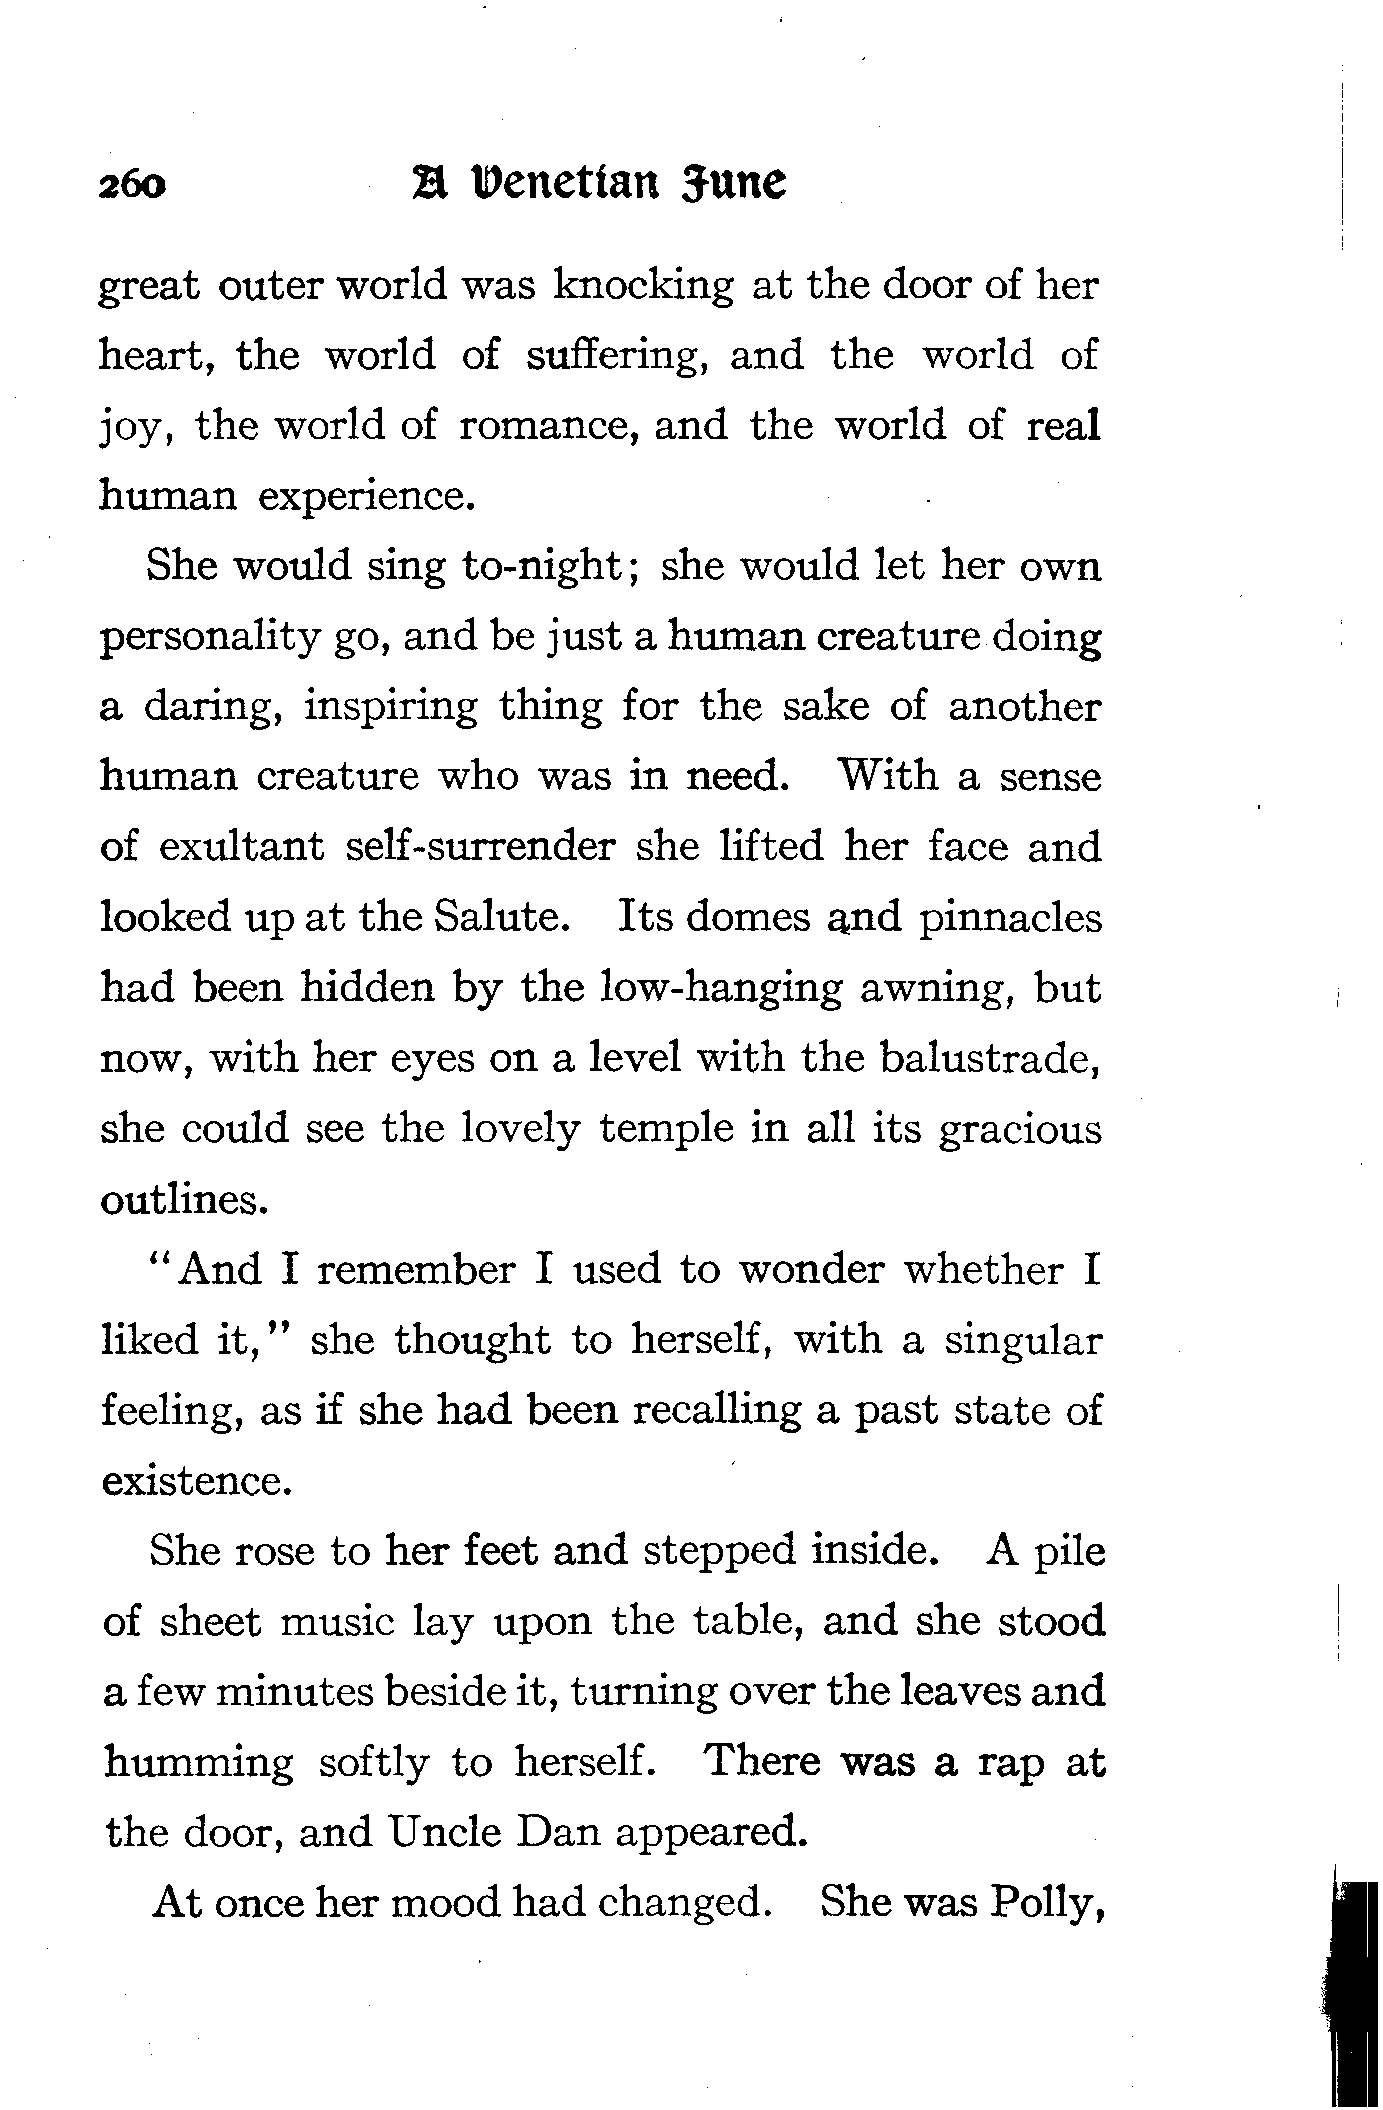 260 A Venetian June
great outer world was knocking at the door of her
heart, the world of suffering, and the world of
joy, the world of romance, and the world of real
human experience.
She would sing to-night; she would let her own
personality go, and be just a human creature doing
a daring, inspiring thing for the sake of another
human creature who was in need. With a sense
of exultant self-surrender she lifted her face and
looked up at the Salute. Its domes and pinnacles
had been hidden by the low-hanging awning, but
now, with her eyes on a level with the balustrade,
she could see the lovely temple in all its gracious
outlines.
"And I remember I used to wonder whether I
liked it," she thought to herself, with a singular
feeling, as if she had been recalling a past state of
existence.
She rose to her feet and stepped inside. A pile
of sheet music lay upon the table, and she stood
a few minutes beside it, turning over the leaves and
humming softly to herself. There was a rap at
the door, and Uncle Dan appeared.
At once her mood had changed. She was Polly,